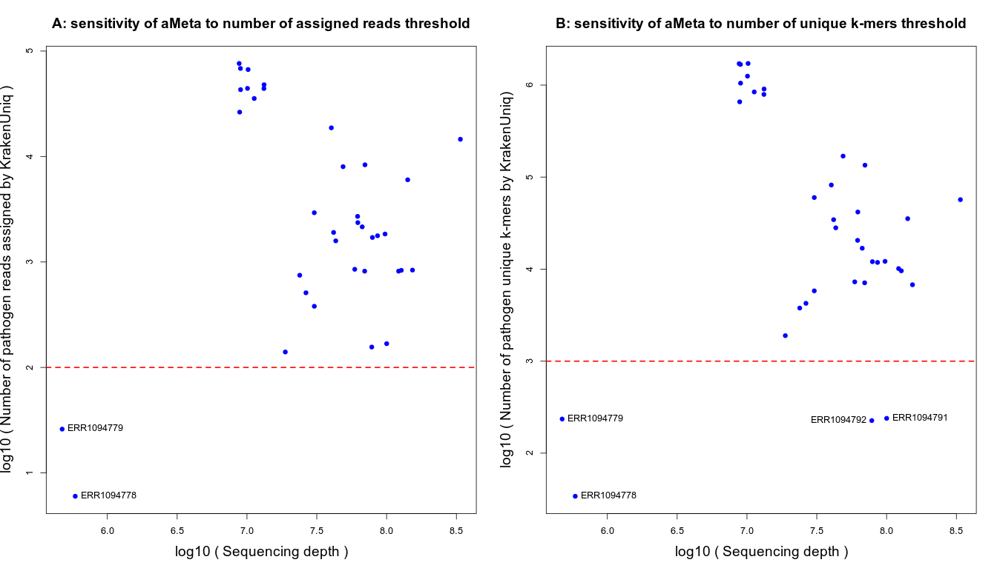 A: sensitivity of aMeta to number of assigned reads threshold
log10 ( Number of pathogen reads assigned by KrakenUniq )
5
4
3
2
1
ERR1094779
ERR1094778
6.0 6.5 7.0 7.5 8.0 8.5
log10 ( Sequencing depth )
B: sensitivity of aMeta to number of unique k-mers threshold
log10 ( Number of pathogen unique k-mers by KrakenUniq)
6
5
4
3
2
ERR1094779
ERR1094792 ERR1094791
ERR1094778
6.0 6.5 7.0 7.5 8.0 8.5
log10 ( Sequencing depth )